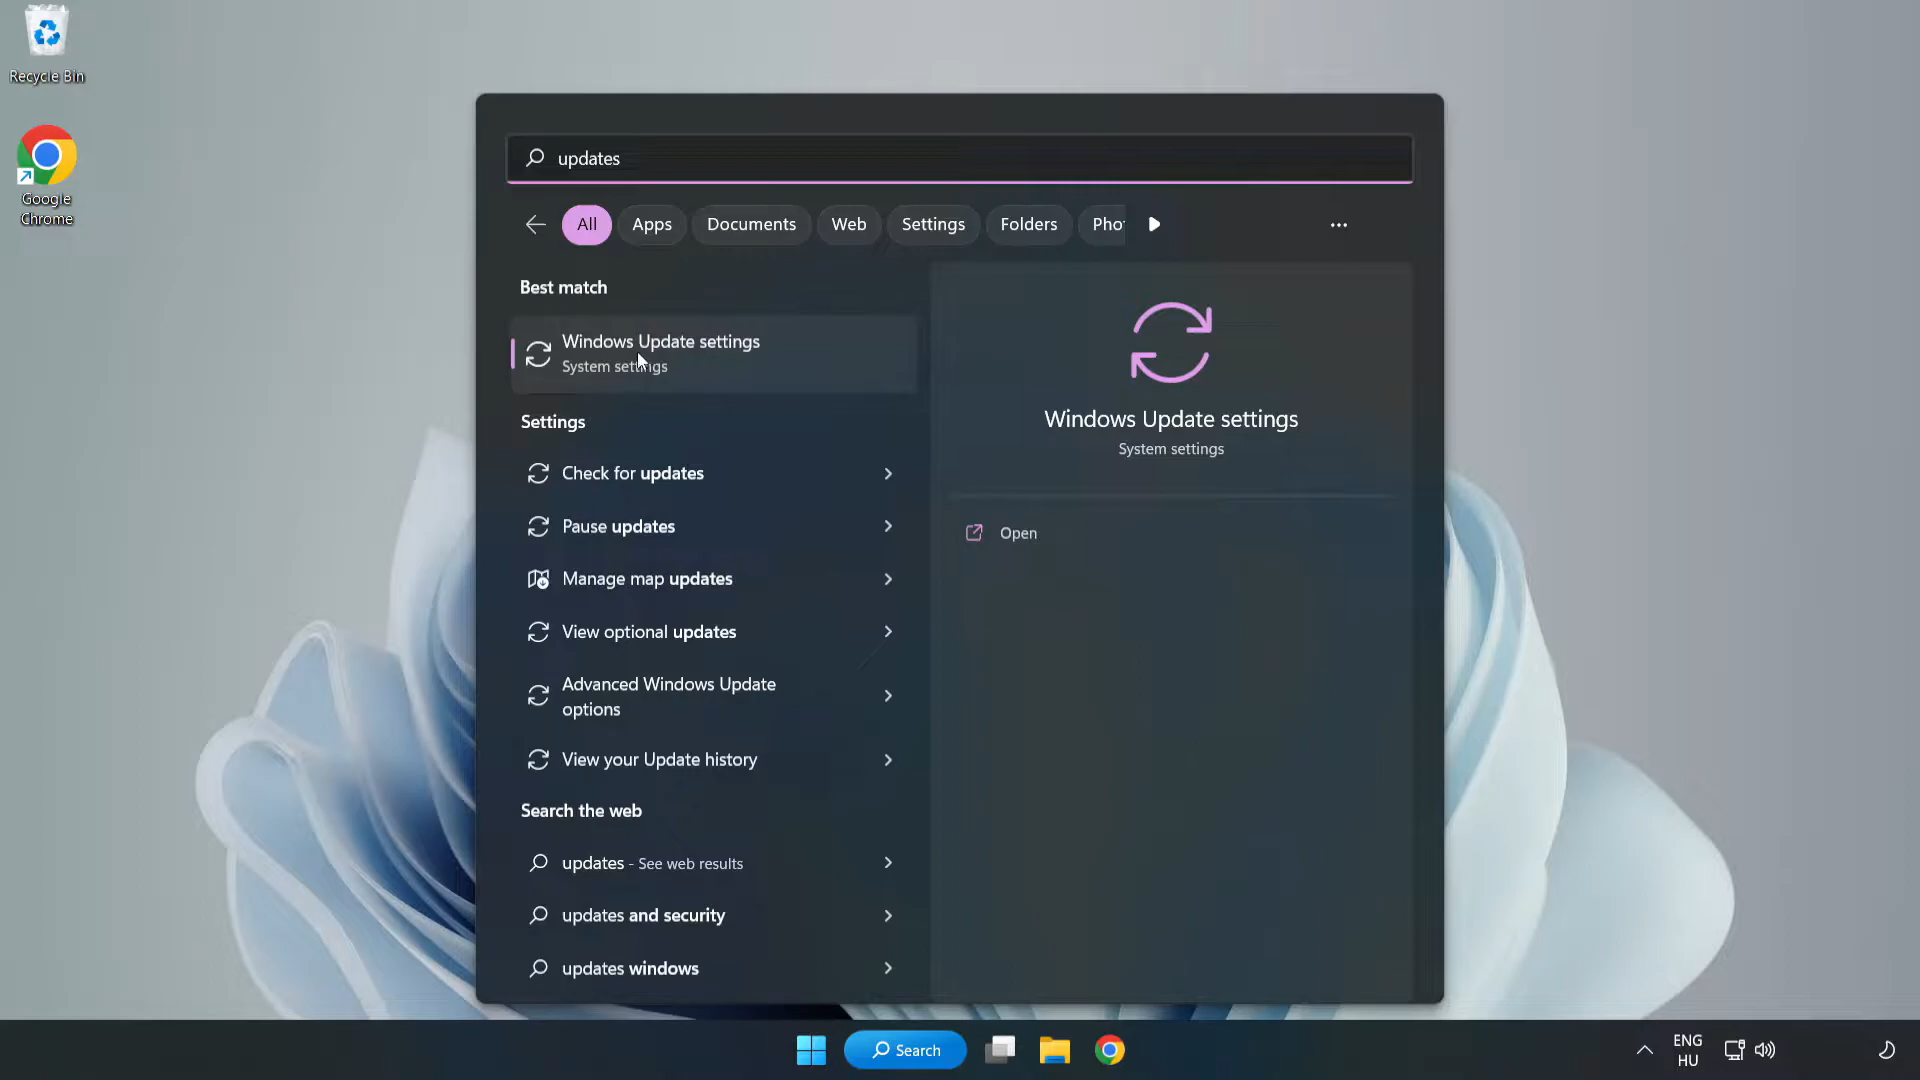 Recycle Bin
Google
Chrome
updates
All
Apps
Documents
Web
Settings
Folders
Pho
Best match
Windows Update settings
System settings
Settings
Check for updates
Pause updates
Manage map updates
View optional updates
Advanced Windows Update
options
View your Update history
Search the web
updates - See web results
updates and security
updates windows
Windows Update settings
System settings
Open
Search
ENG
HU